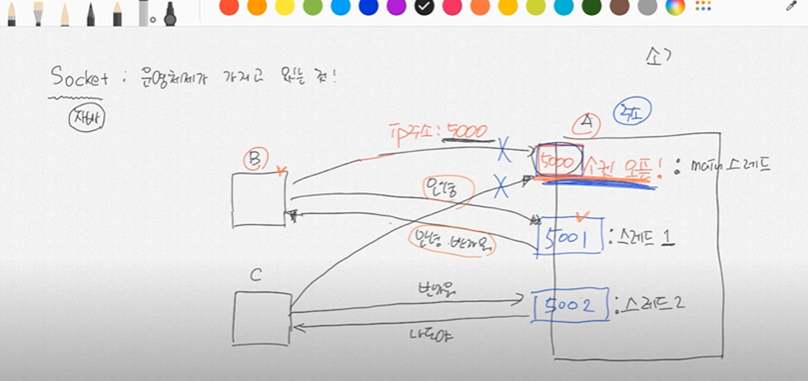 소ㄱ
Socket : 운영체제가 가지고 있는 것!
자바
A
주소
B
IP주소 : 5000
5000 소켓 오픈! : main 스레드
안녕
5001 : 스레드 1
안녕 반가워
C
반가움
5002 : 스레드 2
나도야